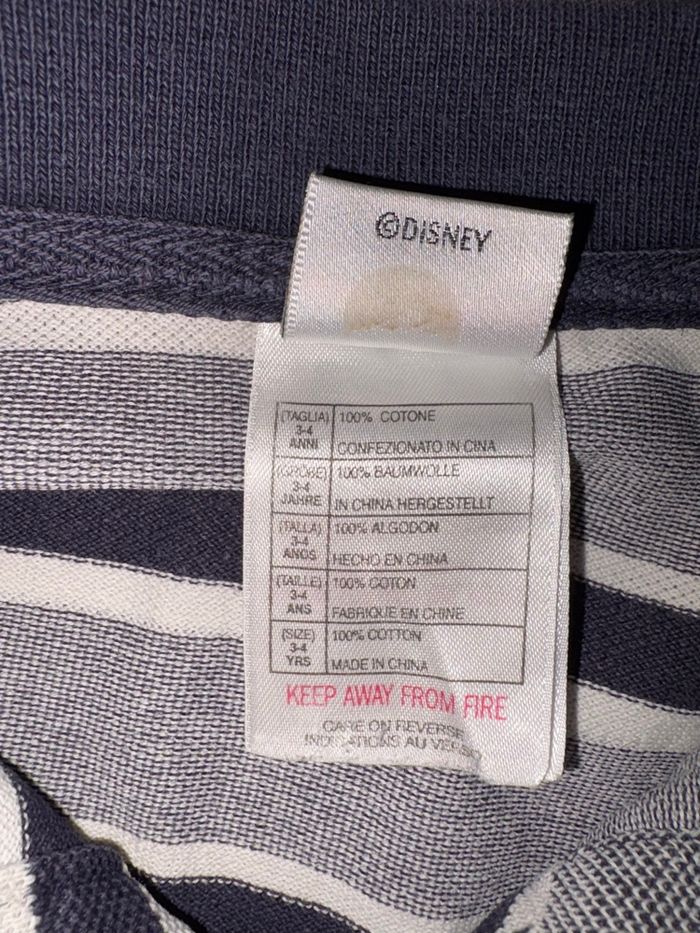 ©DISNEY
(TAGLIA) 100% COTONE
3-4
ANNI CONFEZIONATO IN CINA
(GRÖBE) 100% BAUMWOLLE
3-4
JAHRE IN CHINA HERGESTELLT
(TALLA) 100% ALGODON
3-4
ANOS HECHO EN CHINA
(TAILLE) 100% COTON
3-4
ANS FABRIQUE EN CHINE
(SIZE) 100% COTTON
3-4
YRS MADE IN CHINA
KEEP AWAY FROM FIRE
CARE ON REVERSE
INDICATIONS AU VERSO